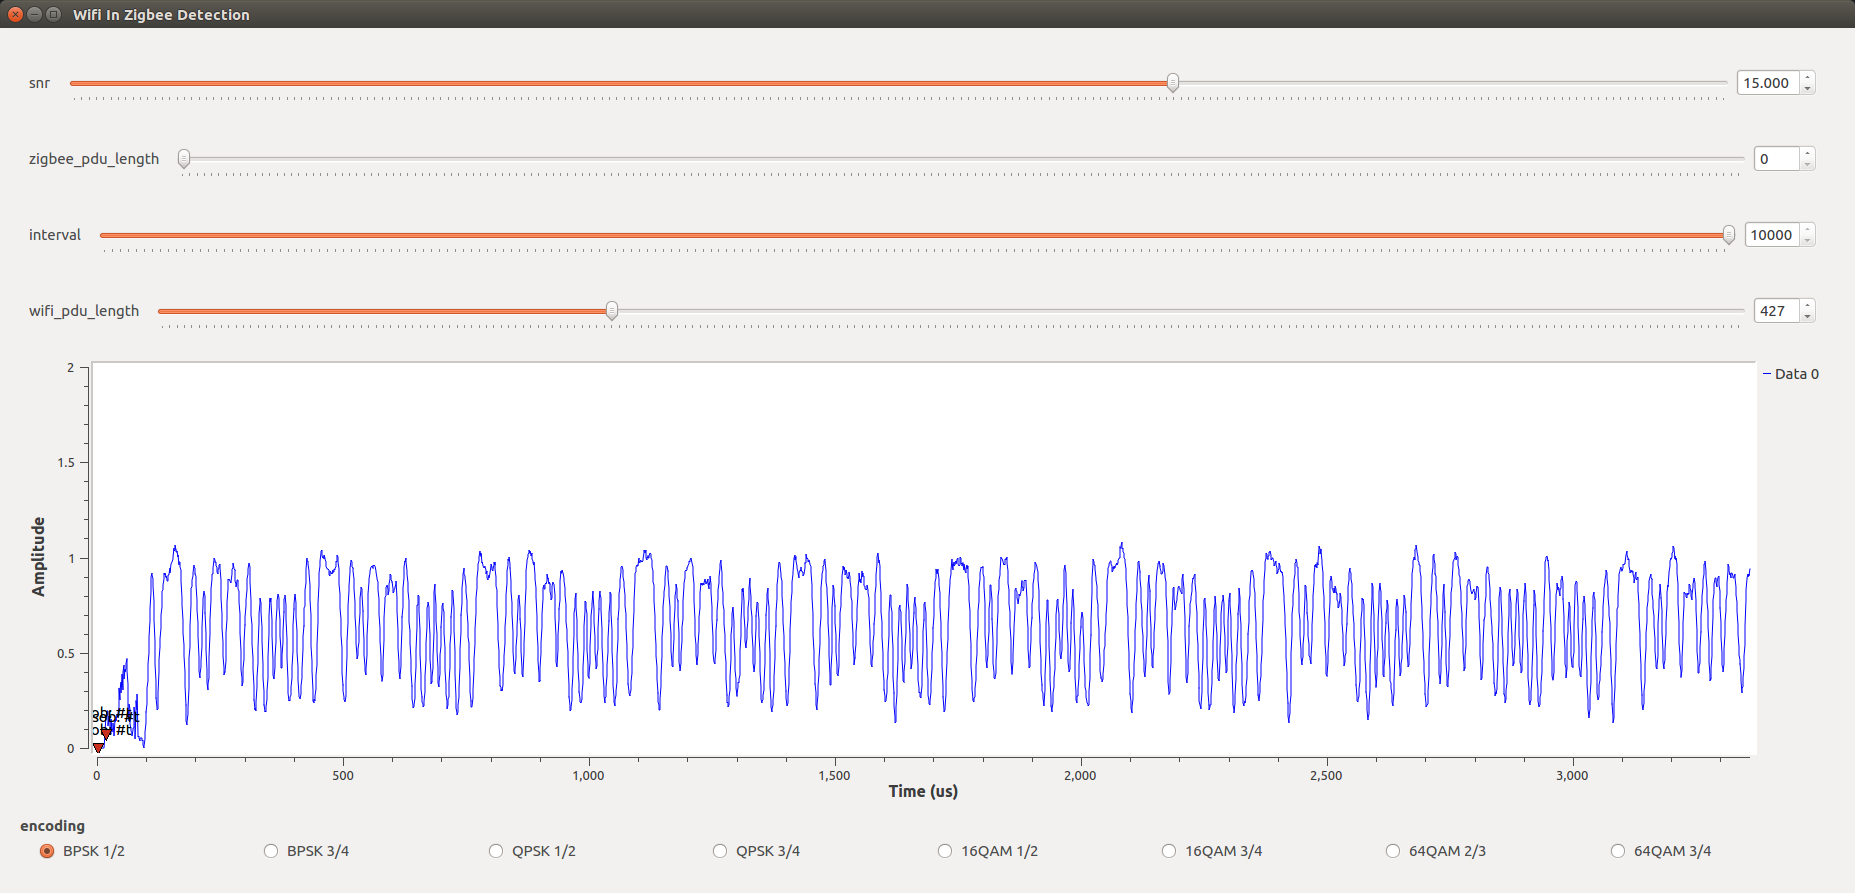 Wifi In Zigbee Detection
snr 15.000
zigbee_pdu_length 0
interval 10000
wifi_pdu_length 427
2
1.5
1
0.5
0
Amplitude
Data 0
0 500 1,000 1,500 2,000 2,500 3,000
Time (us)
encoding
BPSK 1/2 BPSK 3/4 QPSK 1/2 QPSK 3/4 16QAM 1/2 16QAM 3/4 64QAM 2/3 64QAM 3/4